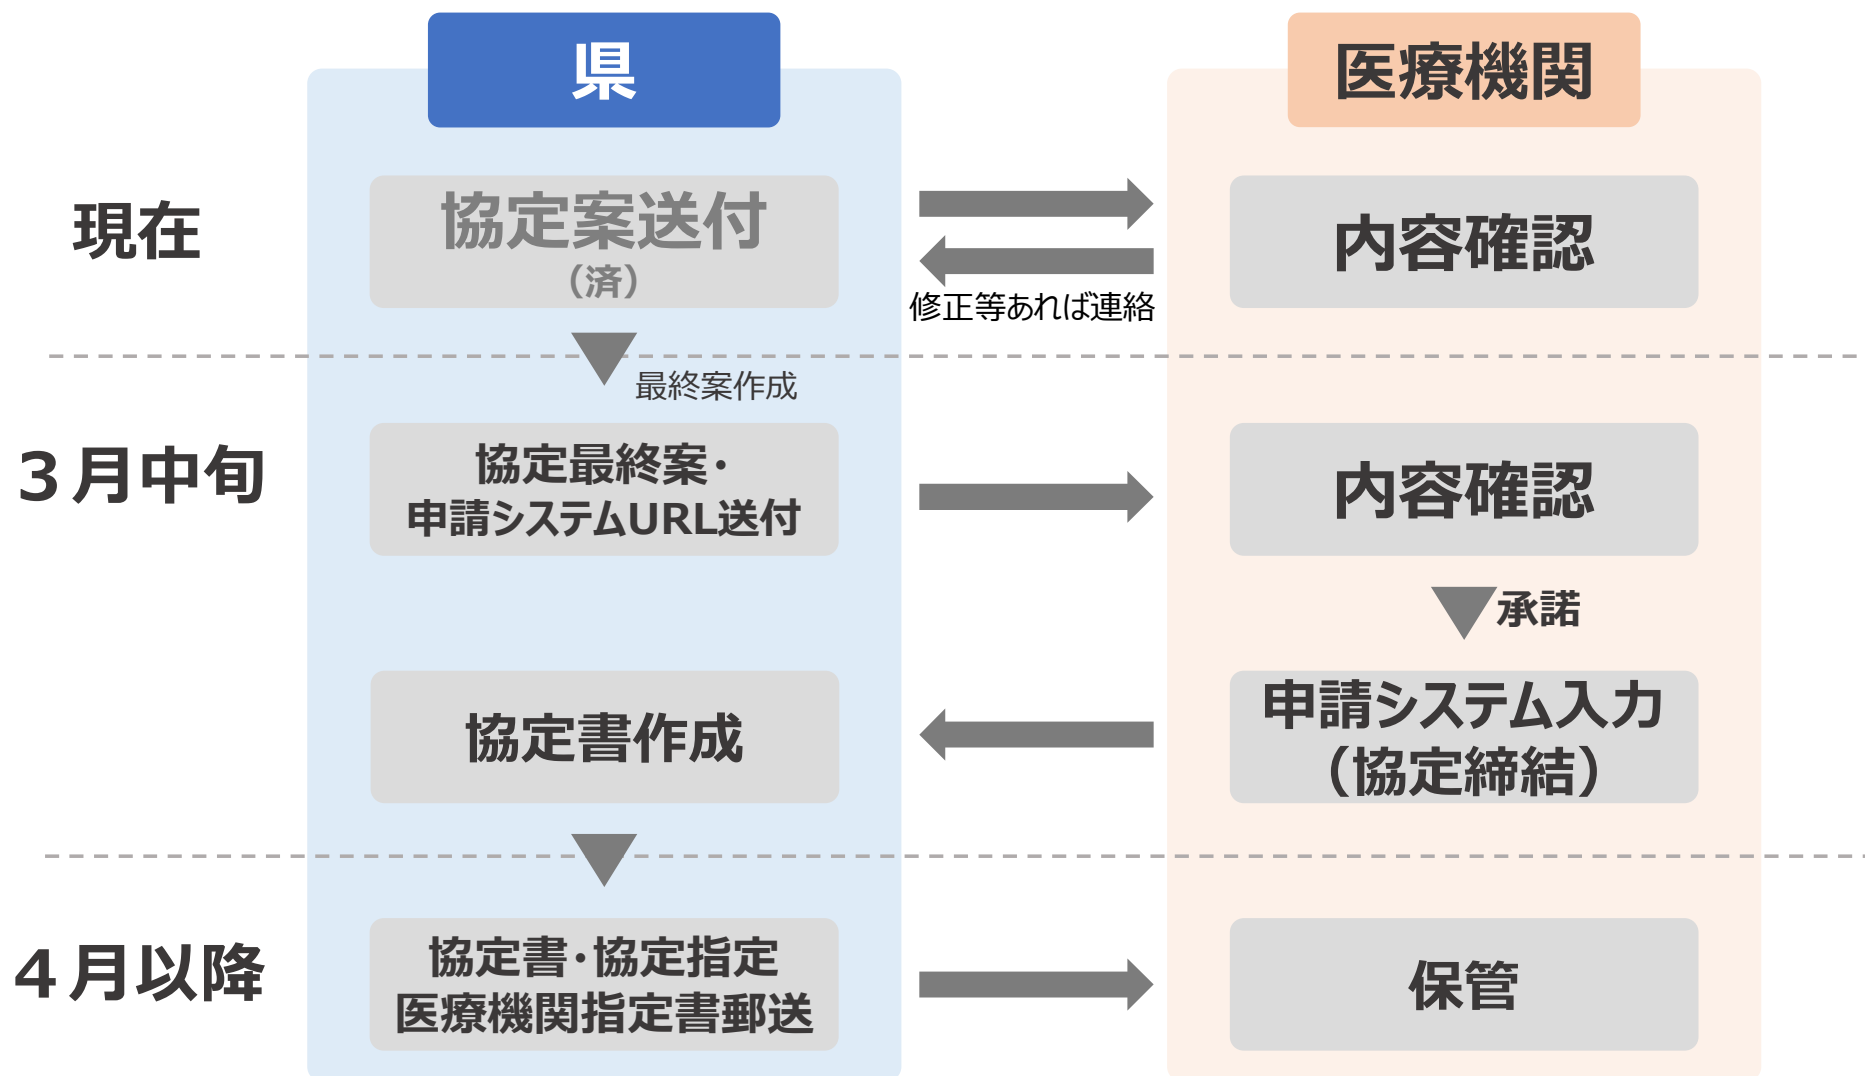 県
医療機関
現在
協定案送付
（済）
内容確認
修正等あれば連絡
最終案作成
３月中旬
協定最終案・
申請システムURL送付
内容確認
承諾
協定書作成
申請システム入力
（協定締結）
４月以降
協定書・協定指定
医療機関指定書郵送
保管